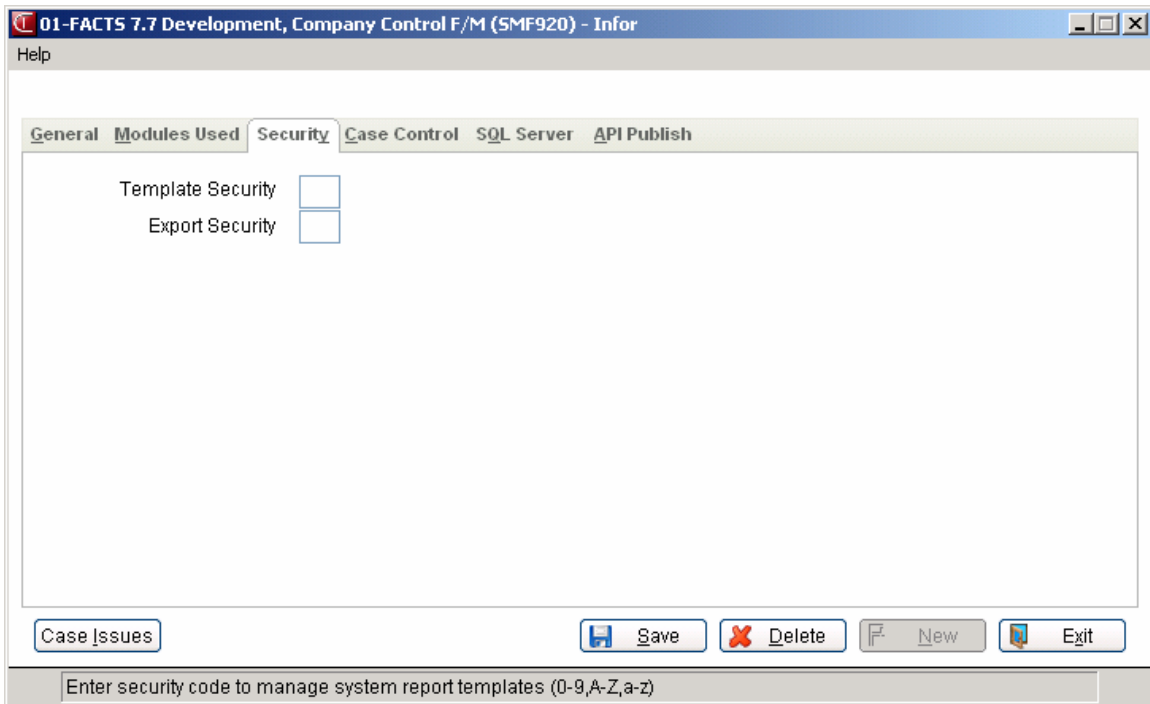 01-FACTS 7.7 Development, Company Control F/M (SMF920) - Infor
Help
General Modules Used Security Case Control SQL Server API Publish
Template Security
Export Security
Case Issues Save Delete New Exit
Enter security code to manage system report templates (0-9,A-Z,a-z)